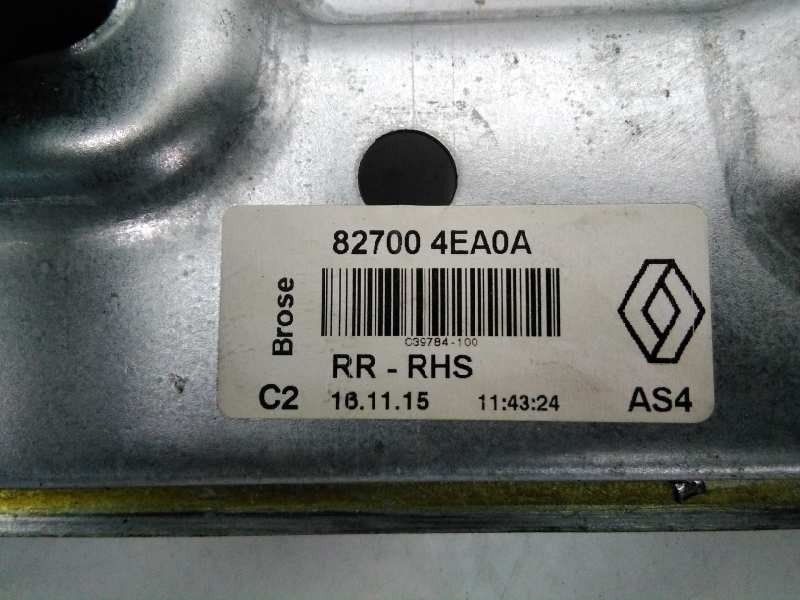 82700 4EA0A
Brose
C39784-100
RR - RHS
C2
16.11.15
11:43:24
AS4